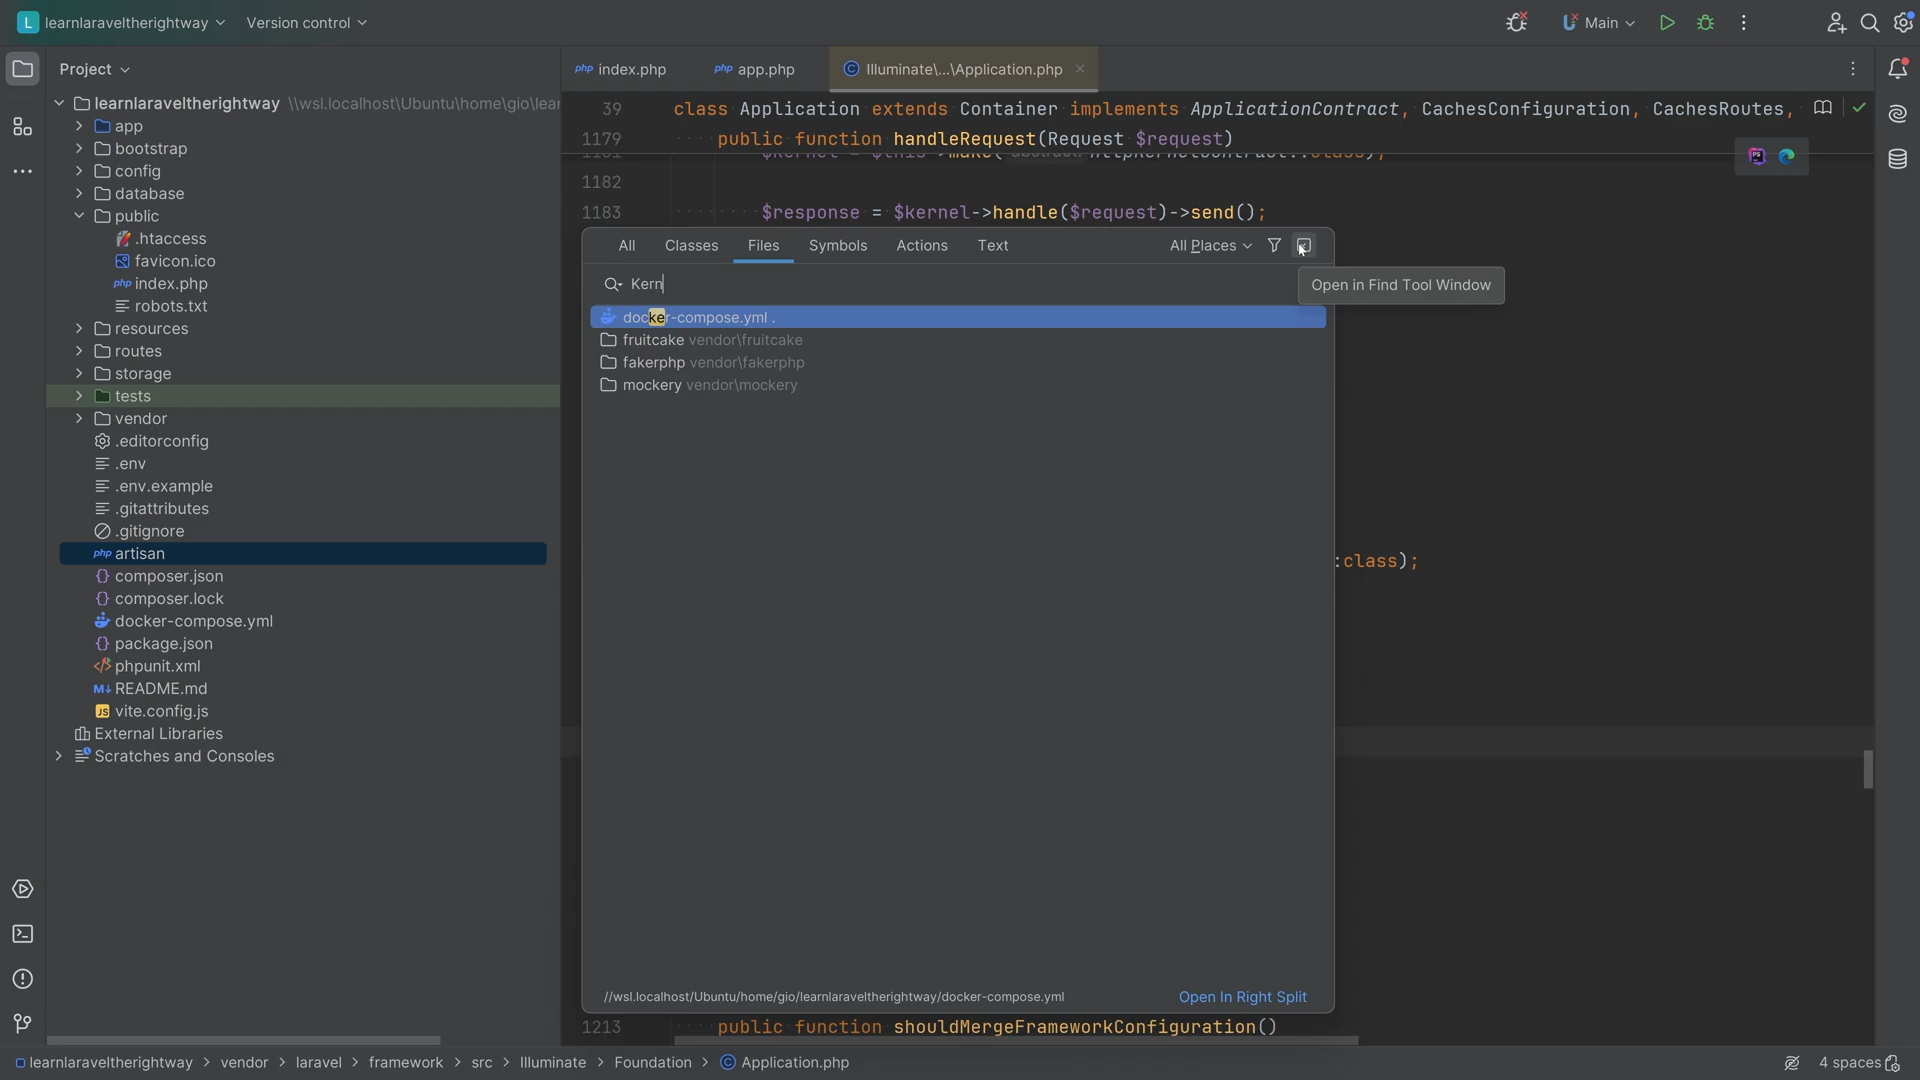 L learnlaraveltherightway Version control Main
Project index.php app.php Illuminate\...\Application.php
learnlaraveltherightway \\wsl.localhost\Ubuntu\home\gio\lear
39 class Application extends Container implements ApplicationContract, CachesConfiguration, CachesRoutes,
app
1179 public function handleRequest(Request $request)
bootstrap
config
1182
database
1183 $response = $kernel->handle($request)->send();
public
.htaccess
All Classes Files Symbols Actions Text All Places
favicon.ico
index.php
Kern
Open in Find Tool Window
robots.txt
docker-compose.yml .
resources
fruitcake vendor\fruitcake
routes
fakerphp vendor\fakerphp
storage
mockery vendor\mockery
tests
vendor
.editorconfig
.env
.env.example
.gitattributes
.gitignore
artisan
:class);
composer.json
composer.lock
docker-compose.yml
package.json
phpunit.xml
README.md
vite.config.js
External Libraries
Scratches and Consoles
//wsl.localhost/Ubuntu/home/gio/learnlaraveltherightway/docker-compose.yml Open In Right Split
1213 public function shouldMergeFrameworkConfiguration()
learnlaraveltherightway > vendor > laravel > framework > src > Illuminate > Foundation > Application.php 4 spaces